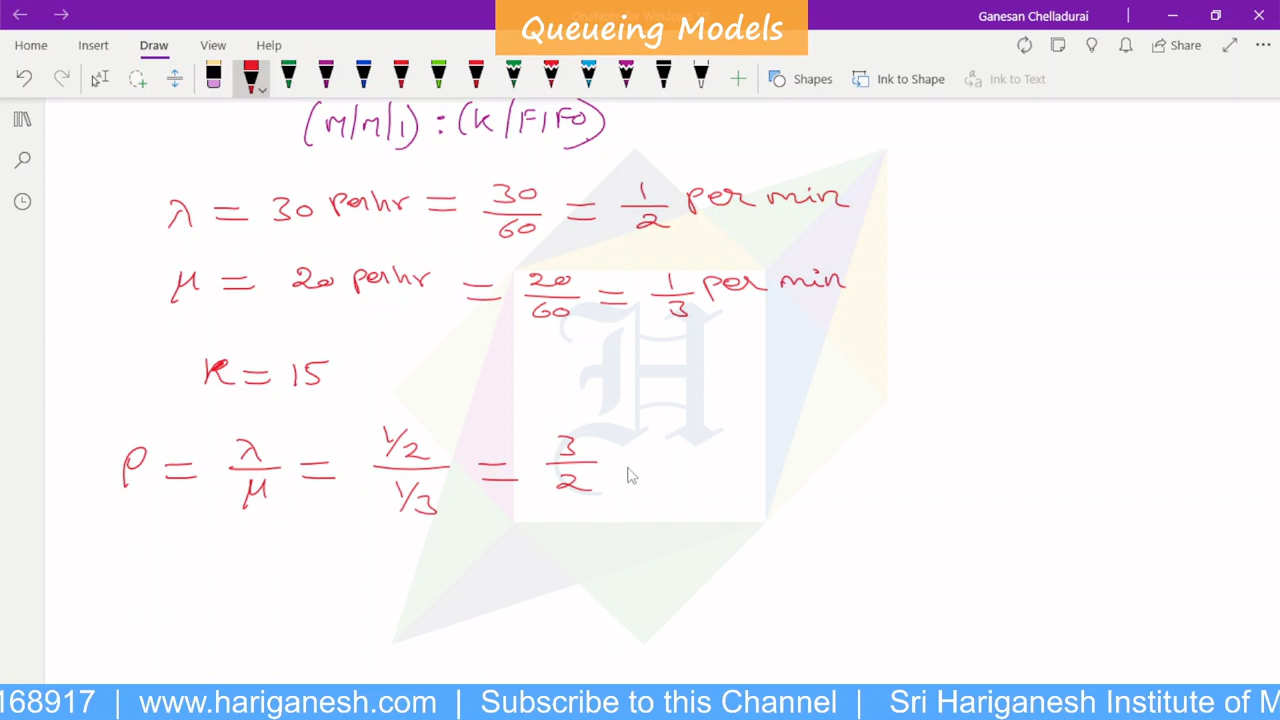 Queueing Models
Ganesan Chelladurai
Home Insert Draw View Help
Share
Shapes Ink to Shape Ink to Text
(M/M/1) : (K/FIFO)
λ = 30 per hr = 30/60 = 1/2 per min
μ = 20 per hr = 20/60 = 1/3 per min
K = 15
ρ = λ/μ = 1/2 / 1/3 = 3/2
168917 | www.hariganesh.com | Subscribe to this Channel | Sri Hariganesh Institute of M